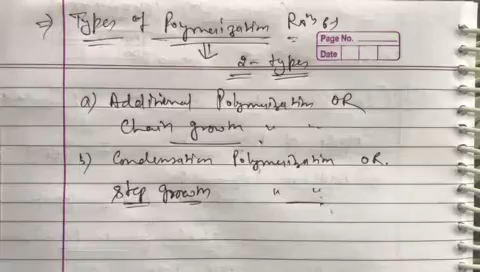 ⇒) Types of Polymerization Rxns
Page No.
Date
2- types
a) Additional Polymerization OR
Chain growth " "
b) Condensation Polymerization OR.
Step growth " "